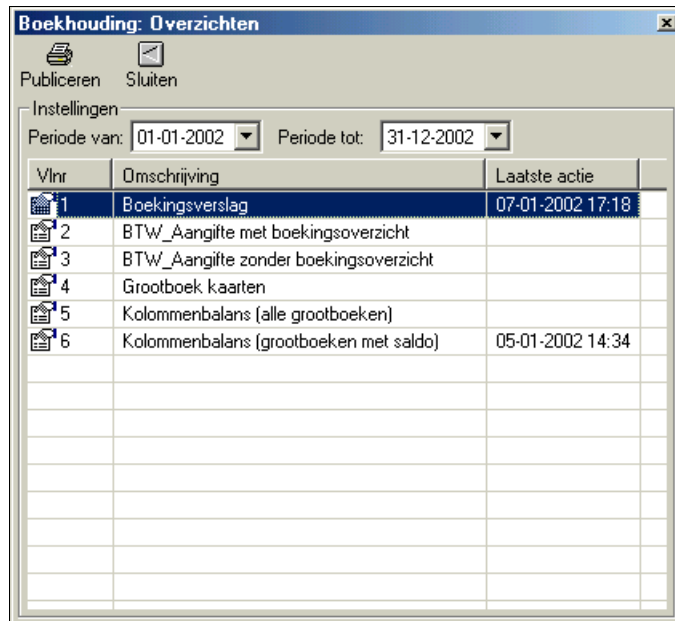 Boekhouding: Overzichten
Publiceren Sluiten
Instellingen
Periode van: 01-01-2002 Periode tot: 31-12-2002
Vlnr Omschrijving Laatste actie
1 Boekingsverslag 07-01-2002 17:18
2 BTW_Aangifte met boekingsoverzicht
3 BTW_Aangifte zonder boekingsoverzicht
4 Grootboek kaarten
5 Kolommenbalans (alle grootboeken)
6 Kolommenbalans (grootboeken met saldo) 05-01-2002 14:34